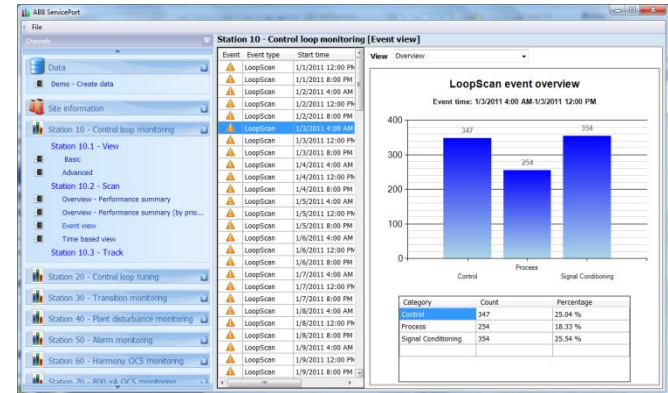 ABB ServicePort
File
Channels
Data
Demo - Create data
Site information
Station 10 - Control loop monitoring
Station 10.1 - View
Basic
Advanced
Station 10.2 - Scan
Overview - Performance summary
Overview - Performance summary (by prio...
Event view
Time based view
Station 10.3 - Track
Station 20 - Control loop tuning
Station 30 - Transition monitoring
Station 40 - Plant disturbance monitoring
Station 50 - Alarm monitoring
Station 60 - Harmony OCS monitoring
Station 70 - 800 xA OCS monitoring
Station 10 - Control loop monitoring [Event view]
Event Event type Start time
LoopScan 1/1/2011 12:00 PM
LoopScan 1/1/2011 8:00 PM
LoopScan 1/2/2011 4:00 AM
LoopScan 1/2/2011 12:00 PM
LoopScan 1/2/2011 8:00 PM
LoopScan 1/3/2011 4:00 AM
LoopScan 1/3/2011 12:00 PM
LoopScan 1/3/2011 8:00 PM
LoopScan 1/4/2011 4:00 AM
LoopScan 1/4/2011 12:00 PM
LoopScan 1/4/2011 8:00 PM
LoopScan 1/5/2011 4:00 AM
LoopScan 1/5/2011 12:00 PM
LoopScan 1/5/2011 8:00 PM
LoopScan 1/6/2011 4:00 AM
LoopScan 1/6/2011 12:00 PM
LoopScan 1/6/2011 8:00 PM
LoopScan 1/7/2011 4:00 AM
LoopScan 1/7/2011 12:00 PM
LoopScan 1/7/2011 8:00 PM
LoopScan 1/8/2011 4:00 AM
LoopScan 1/8/2011 12:00 PM
LoopScan 1/8/2011 8:00 PM
LoopScan 1/9/2011 4:00 AM
LoopScan 1/9/2011 12:00 PM
LoopScan 1/9/2011 8:00 PM
View Overview
LoopScan event overview
Event time: 1/3/2011 4:00 AM-1/3/2011 12:00 PM
400
347
354
300
254
200
100
0
Control
Process
Signal Conditioning
Category Count Percentage
Control 347 25.04 %
Process 254 18.33 %
Signal Conditioning 354 25.54 %